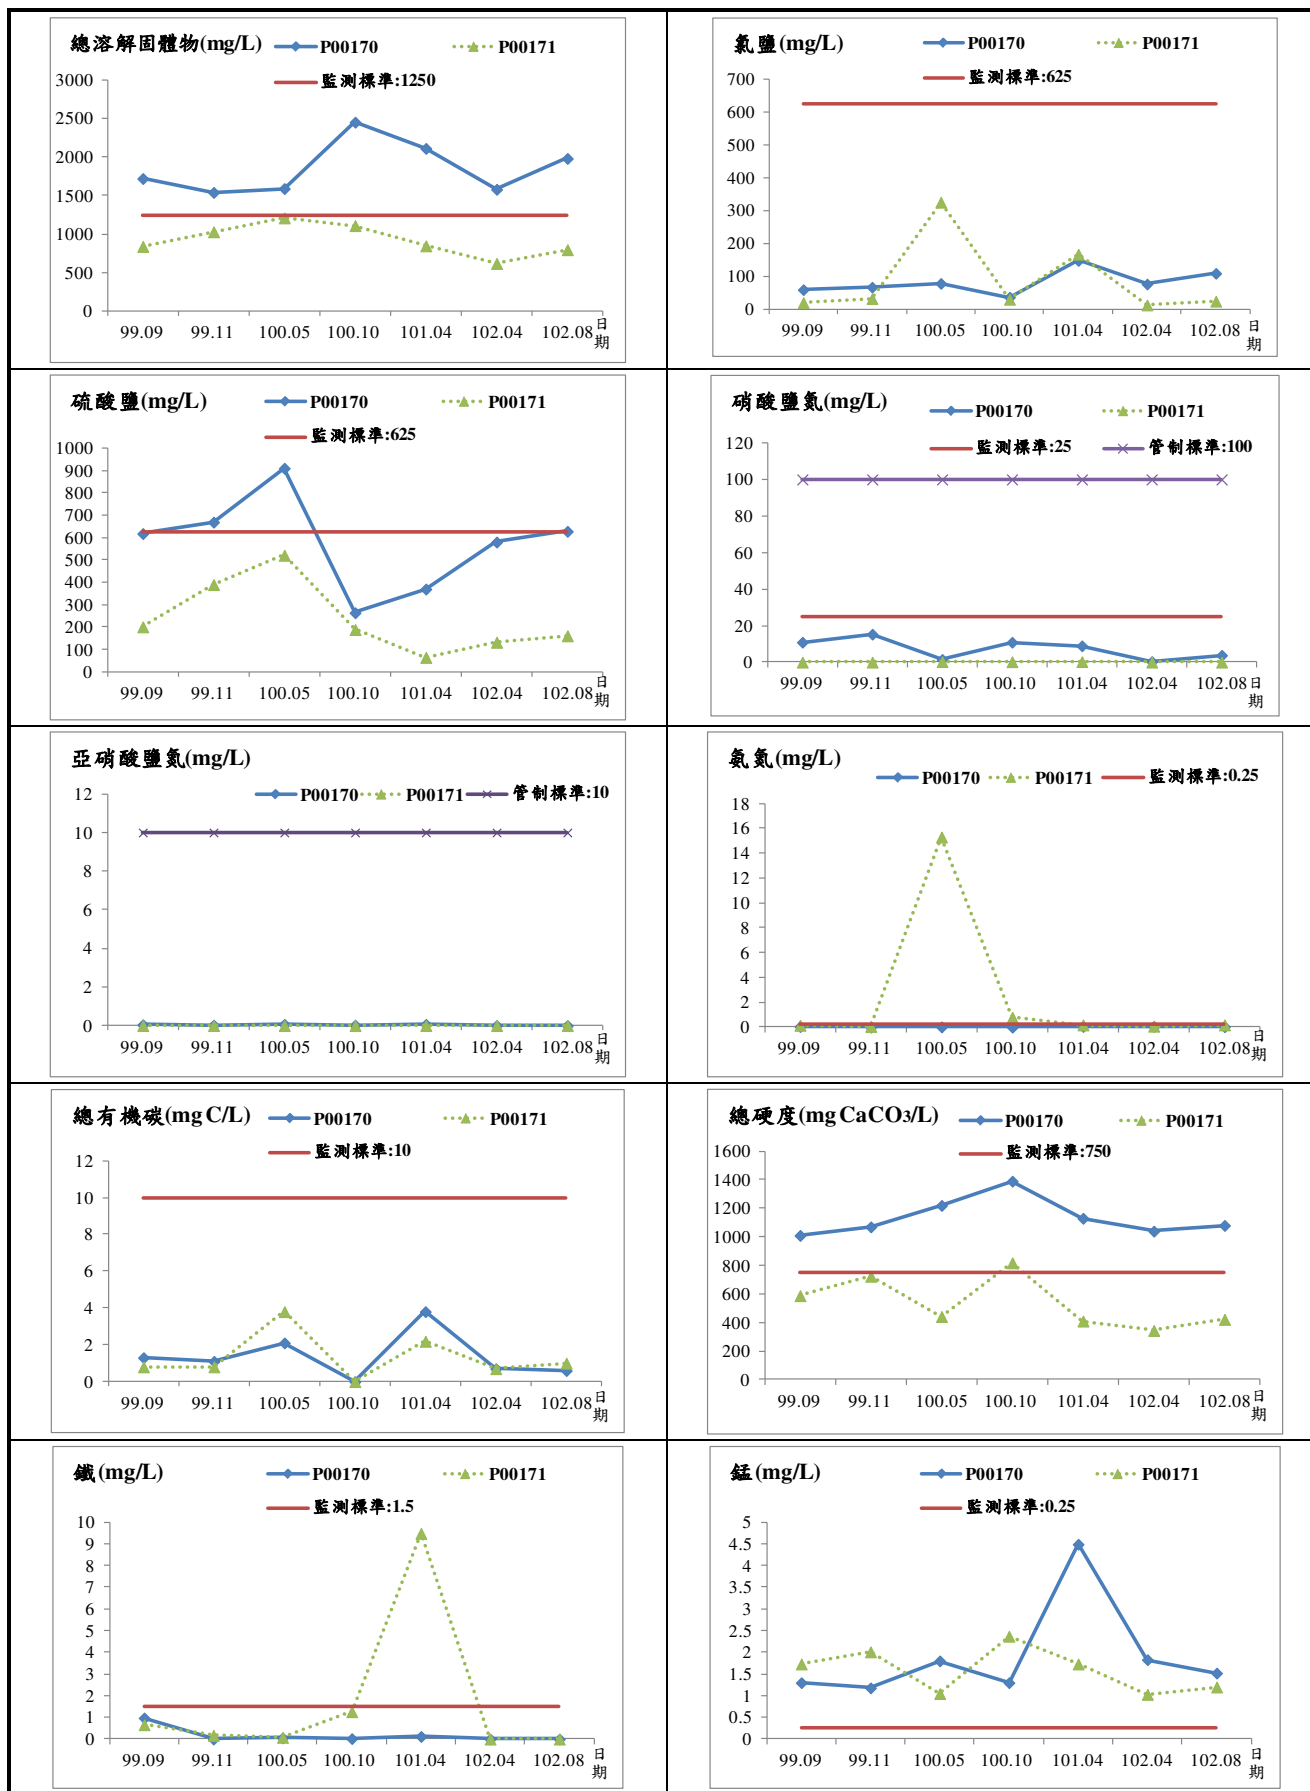 總溶解固體物(mg/L)
P00170
P00171
監測標準:1250
3000
2500
2000
1500
1000
500
0
99.09 99.11 100.05 100.10 101.04 102.04 102.08
日期
氯鹽(mg/L)
P00170
P00171
監測標準:625
700
600
500
400
300
200
100
0
99.09 99.11 100.05 100.10 101.04 102.04 102.08
日期
硫酸鹽(mg/L)
P00170
P00171
監測標準:625
1000
900
800
700
600
500
400
300
200
100
0
99.09 99.11 100.05 100.10 101.04 102.04 102.08
日期
硝酸鹽氮(mg/L)
P00170
P00171
監測標準:25
管制標準:100
120
100
80
60
40
20
0
99.09 99.11 100.05 100.10 101.04 102.04 102.08
日期
亞硝酸鹽氮(mg/L)
P00170
P00171
管制標準:10
12
10
8
6
4
2
0
99.09 99.11 100.05 100.10 101.04 102.04 102.08
日期
氨氮(mg/L)
P00170
P00171
監測標準:0.25
18
16
14
12
10
8
6
4
2
0
99.09 99.11 100.05 100.10 101.04 102.04 102.08
日期
總有機碳(mg C/L)
P00170
P00171
監測標準:10
12
10
8
6
4
2
0
99.09 99.11 100.05 100.10 101.04 102.04 102.08
日期
總硬度(mg CaCO3/L)
P00170
P00171
監測標準:750
1600
1400
1200
1000
800
600
400
200
0
99.09 99.11 100.05 100.10 101.04 102.04 102.08
日期
鐵(mg/L)
P00170
P00171
監測標準:1.5
10
9
8
7
6
5
4
3
2
1
0
99.09 99.11 100.05 100.10 101.04 102.04 102.08
日期
錳(mg/L)
P00170
P00171
監測標準:0.25
5
4.5
4
3.5
3
2.5
2
1.5
1
0.5
0
99.09 99.11 100.05 100.10 101.04 102.04 102.08
日期